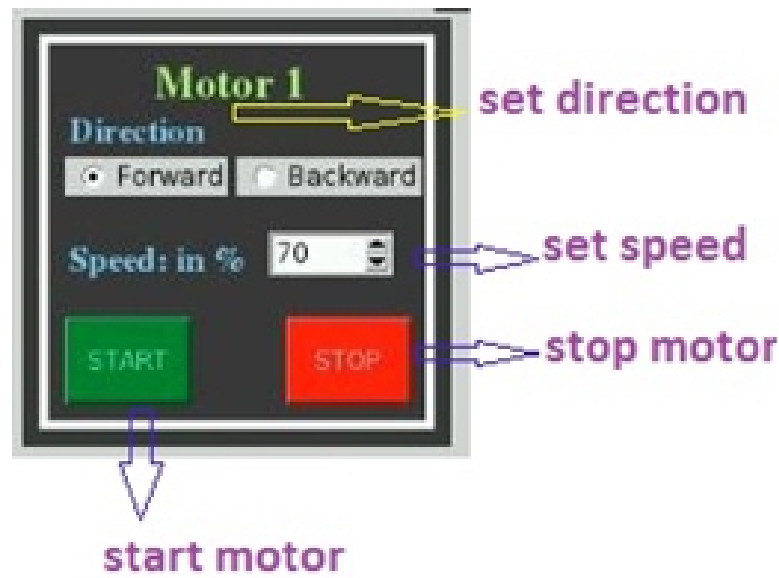 Motor 1
set direction
Direction
Forward Backward
Speed: in % 70
set speed
START STOP
stop motor
start motor